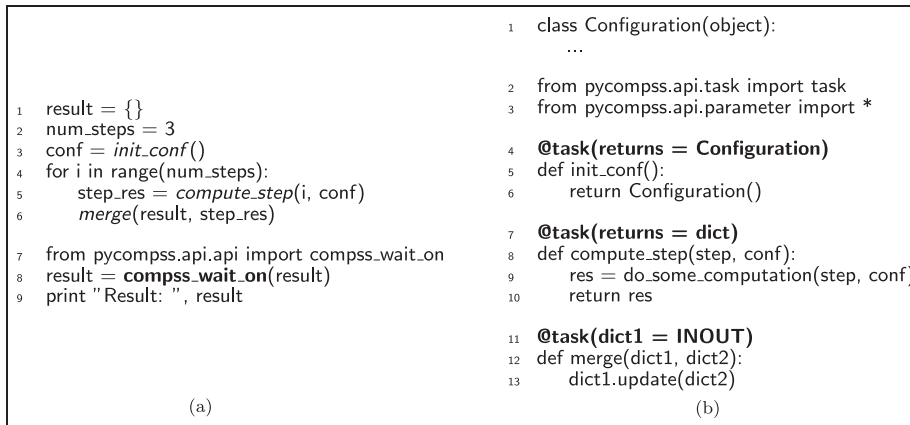 1 result = {}
2 num_steps = 3
3 conf = init_conf()
4 for i in range(num_steps):
5 step_res = compute_step(i, conf)
6 merge(result, step_res)
7 from pycompss.api.api import compss_wait_on
8 result = compss_wait_on(result)
9 print "Result: ", result
(a)
1 class Configuration(object):
...
2 from pycompss.api.task import task
3 from pycompss.api.parameter import *
4 @task(returns = Configuration)
5 def init_conf():
6 return Configuration()
7 @task(returns = dict)
8 def compute_step(step, conf):
9 res = do_some_computation(step, conf)
10 return res
11 @task(dict1 = INOUT)
12 def merge(dict1, dict2):
13 dict1.update(dict2)
(b)